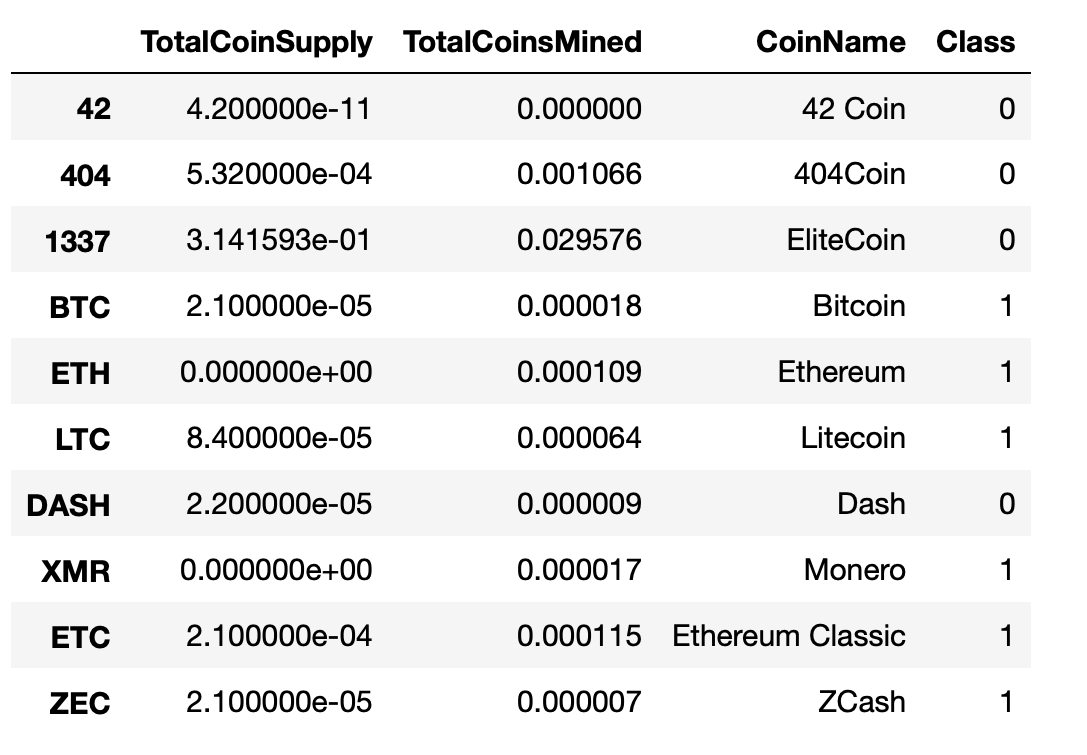 TotalCoinSupply TotalCoinsMined CoinName Class
42 4.200000e-11 0.000000 42 Coin 0
404 5.320000e-04 0.001066 404Coin 0
1337 3.141593e-01 0.029576 EliteCoin 0
BTC 2.100000e-05 0.000018 Bitcoin 1
ETH 0.000000e+00 0.000109 Ethereum 1
LTC 8.400000e-05 0.000064 Litecoin 1
DASH 2.200000e-05 0.000009 Dash 0
XMR 0.000000e+00 0.000017 Monero 1
ETC 2.100000e-04 0.000115 Ethereum Classic 1
ZEC 2.100000e-05 0.000007 ZCash 1